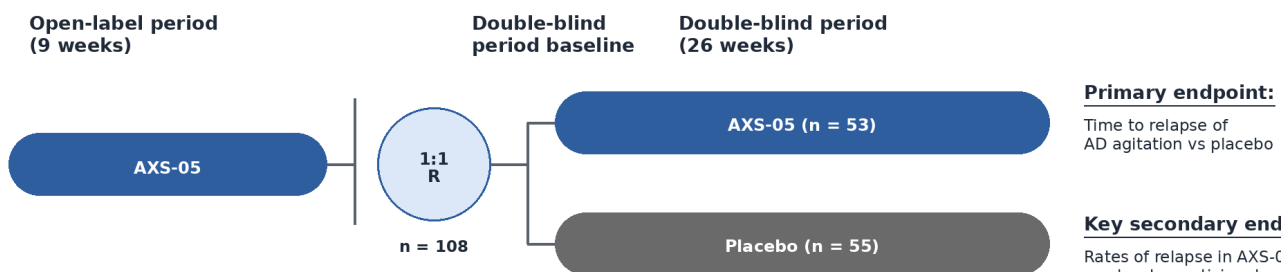 Open-label period
(9 weeks)
Double-blind
period baseline
Double-blind period
(26 weeks)
AXS-05
1:1
R
n = 108
AXS-05 (n = 53)
Placebo (n = 55)
Primary endpoint:
Time to relapse of
AD agitation vs placebo
Key secondary end
Rates of relapse in AXS-0